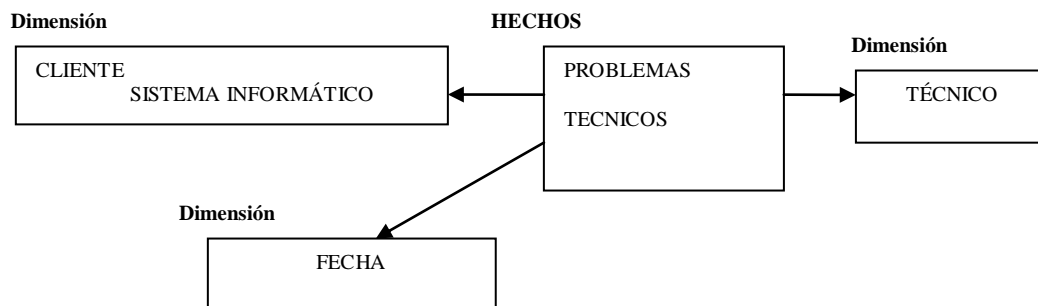 Dimensión
HECHOS
Dimensión
CLIENTE
SISTEMA INFORMÁTICO
PROBLEMAS
TECNICOS
TÉCNICO
Dimensión
FECHA